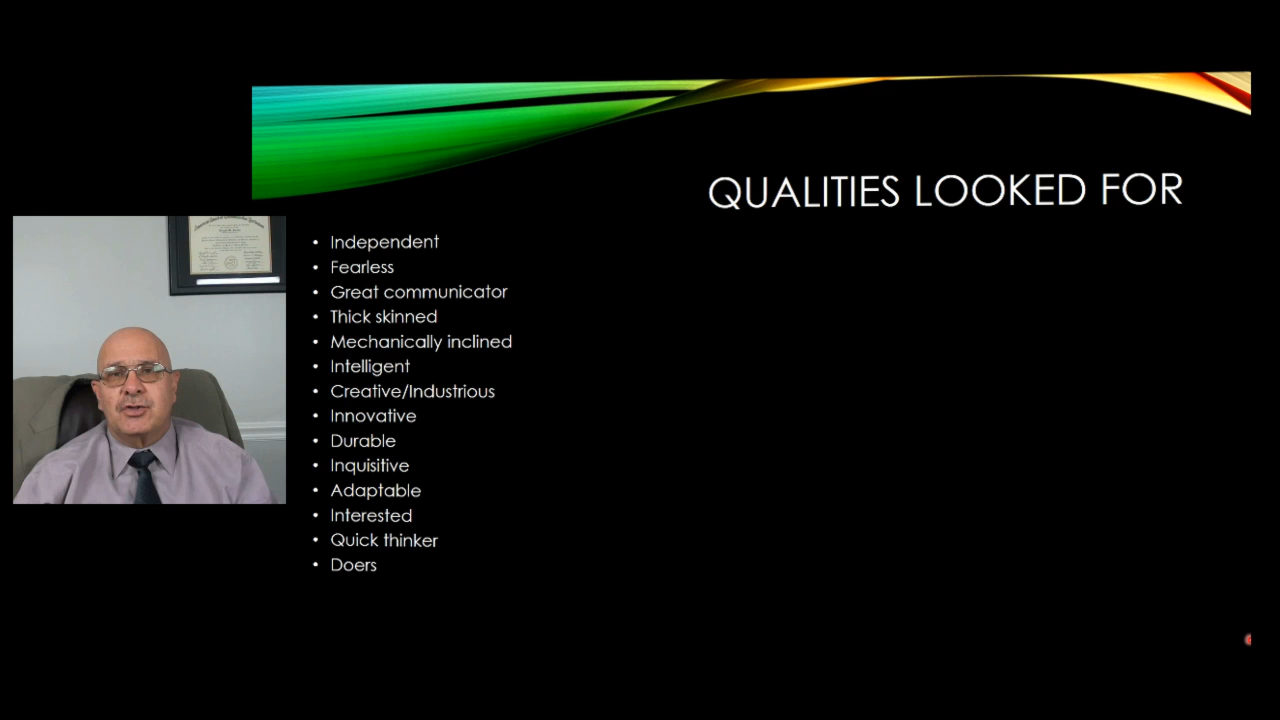 QUALITIES LOOKED FOR
• Independent
• Fearless
• Great communicator
• Thick skinned
• Mechanically inclined
• Intelligent
• Creative/Industrious
• Innovative
• Durable
• Inquisitive
• Adaptable
• Interested
• Quick thinker
• Doers